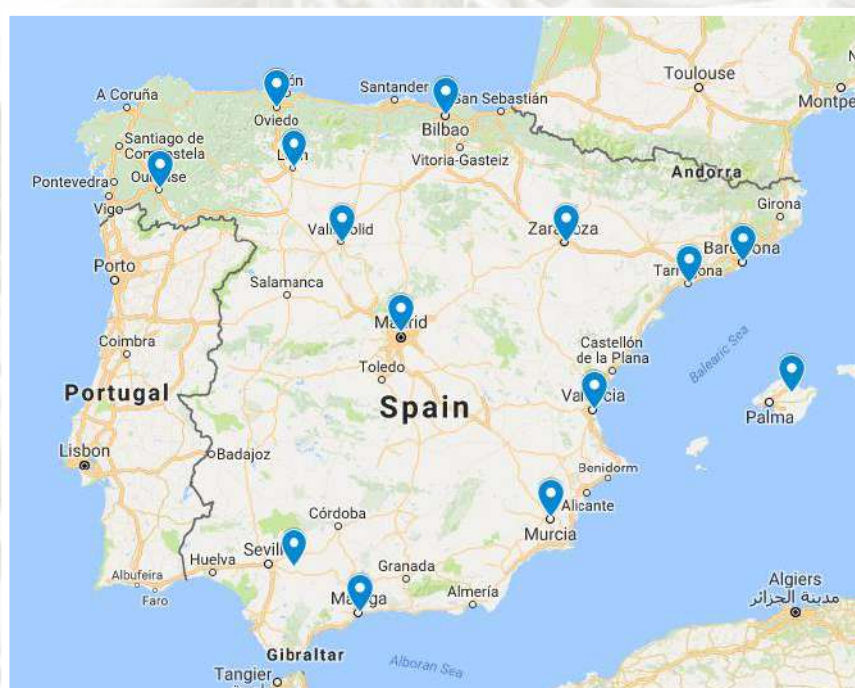 Toulouse
Santander
San Sebastián
A Coruña
Oviedo
Bilbao
Montpe
Santiago de
Vitoria-Gasteiz
Andorra
Pontevedra
Girona
Vigo
Porto
Salamanca
Castellón
de la Plana
Balearic Sea
Coimbra
Toledo
Portugal
Spain
Palma
Lisbon
Badajoz
Benidorm
Alicante
Córdoba
Murcia
Huelva
Granada
Albufeira
Faro
Almería
Algiers
مدينة الجزائر
Gibraltar
Alboran Sea
Tangier